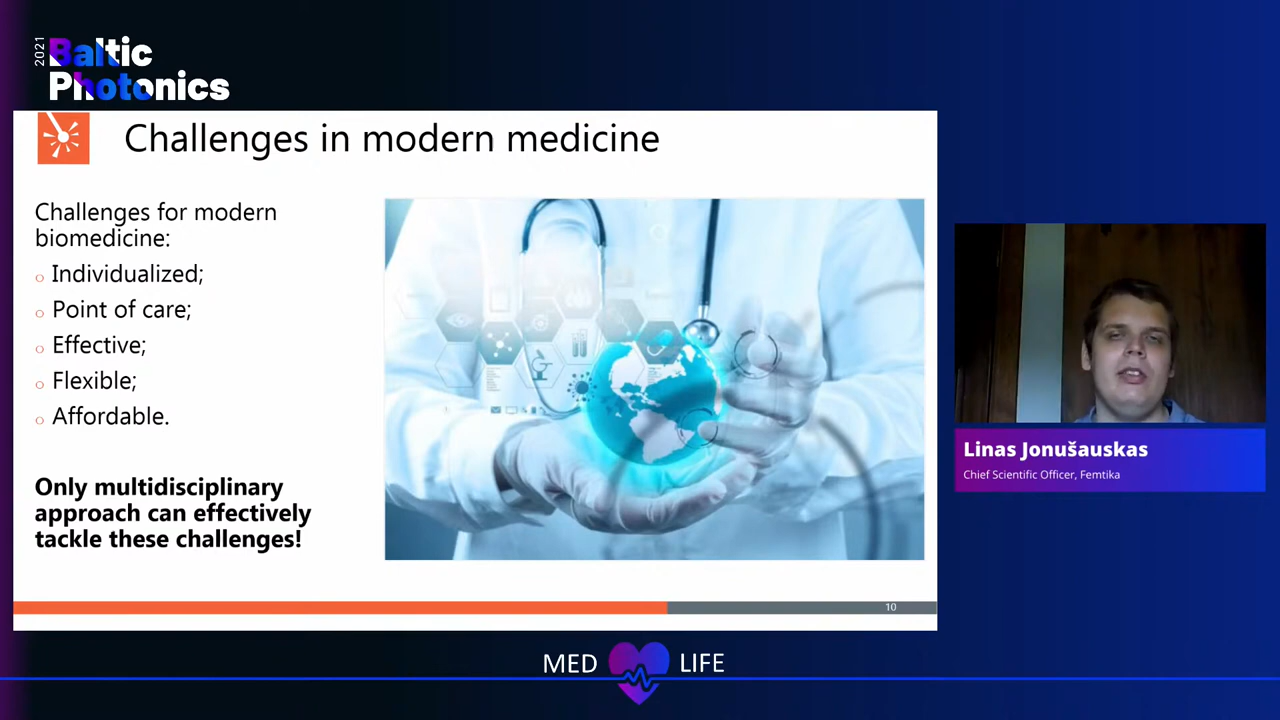 2021
Baltic
Photonics
Challenges in modern medicine
Challenges for modern
biomedicine:
Individualized;
Point of care;
Effective;
Flexible;
Affordable.
Only multidisciplinary
approach can effectively
tackle these challenges!
10
Linas Jonušauskas
Chief Scientific Officer, Femtika
MED LIFE